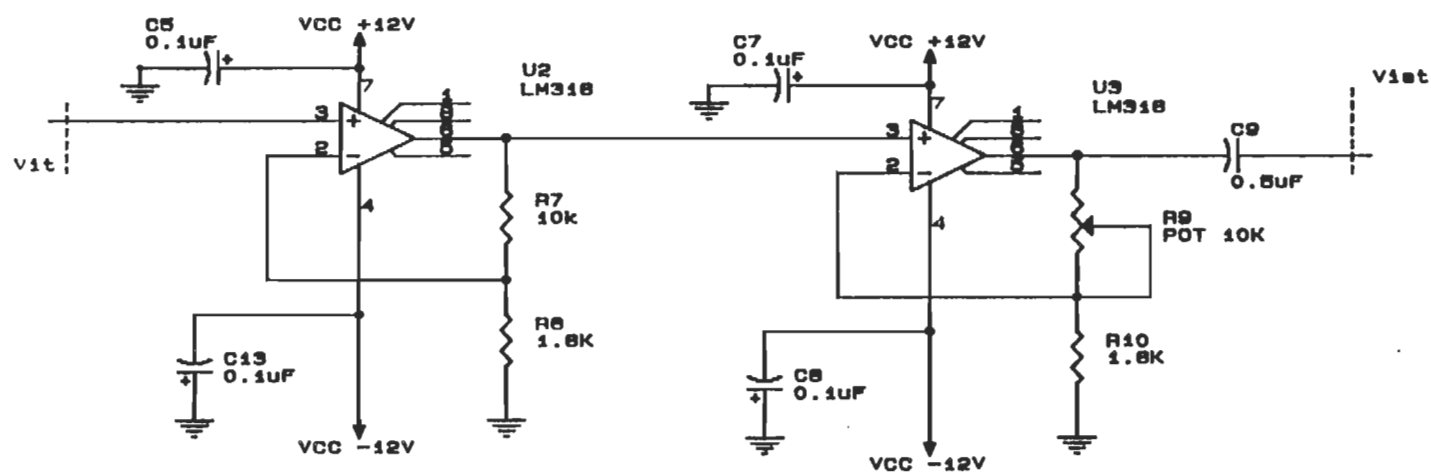 C5
0.1uF
VCC +12V
7
U2
LM318
3
2
1
4
Vit
R7
10k
R8
1.8K
C13
0.1uF
VCC -12V
C7
0.1uF
VCC +12V
7
U3
LM318
3
2
1
4
C9
0.5uF
Vist
R9
POT 10K
R10
1.8K
C8
0.1uF
VCC -12V